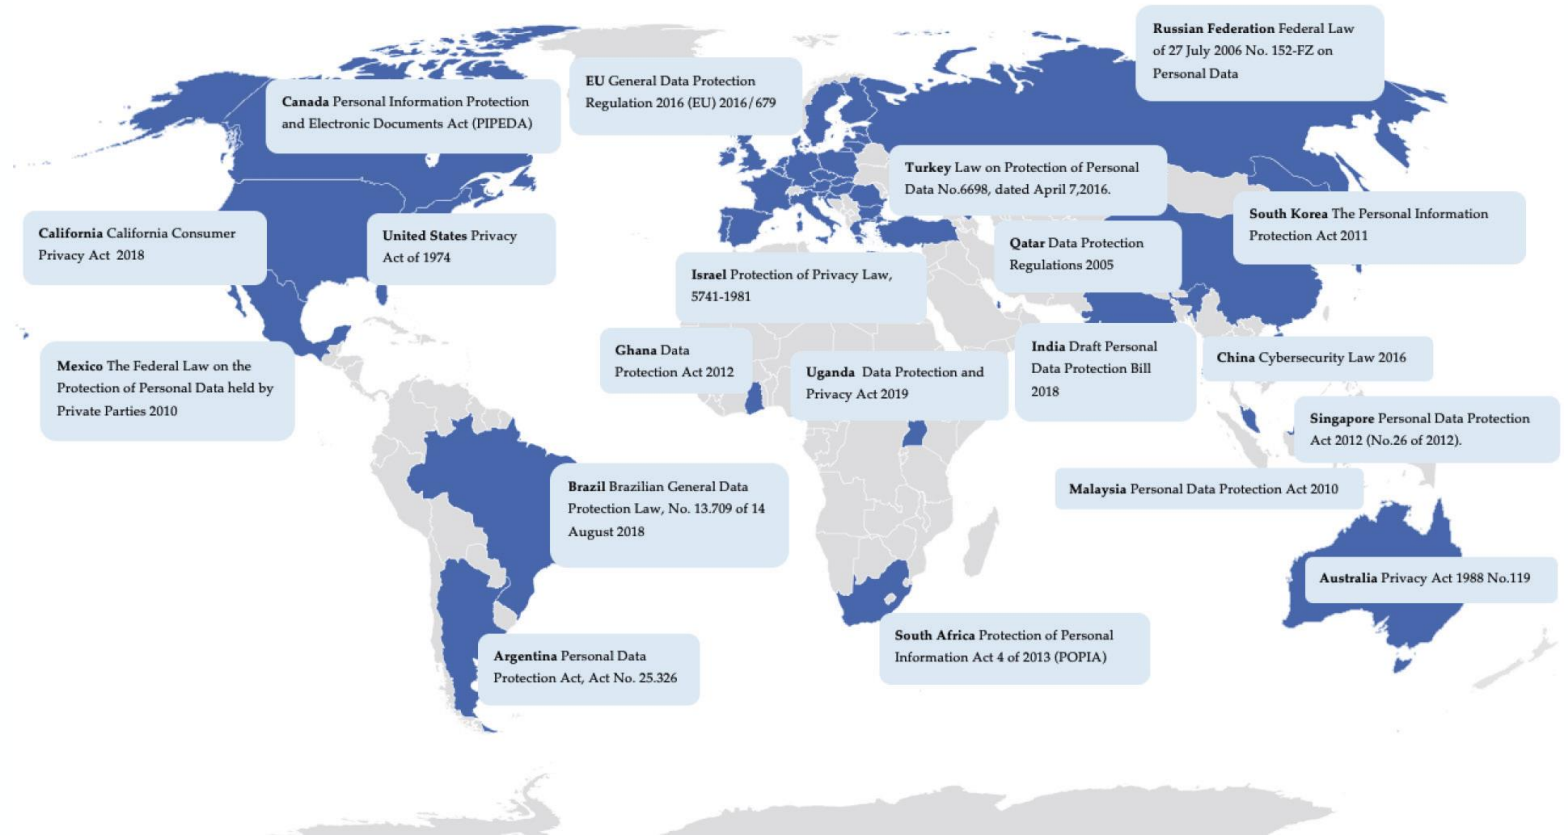 Russian Federation Federal Law
of 27 July 2006 No. 152-FZ on
Personal Data
EU General Data Protection
Regulation 2016 (EU) 2016/679
Canada Personal Information Protection
and Electronic Documents Act (PIPEDA)
Turkey Law on Protection of Personal
Data No.6698, dated April 7,2016.
South Korea The Personal Information
Protection Act 2011
California California Consumer
Privacy Act 2018
United States Privacy
Act of 1974
Qatar Data Protection
Regulations 2005
Israel Protection of Privacy Law,
5741-1981
Mexico The Federal Law on the
Protection of Personal Data held by
Private Parties 2010
Ghana Data
Protection Act 2012
Uganda Data Protection and
Privacy Act 2019
India Draft Personal
Data Protection Bill
2018
China Cybersecurity Law 2016
Singapore Personal Data Protection
Act 2012 (No.26 of 2012).
Malaysia Personal Data Protection Act 2010
Brazil Brazilian General Data
Protection Law, No. 13.709 of 14
August 2018
Australia Privacy Act 1988 No.119
South Africa Protection of Personal
Information Act 4 of 2013 (POPIA)
Argentina Personal Data
Protection Act, Act No. 25.326